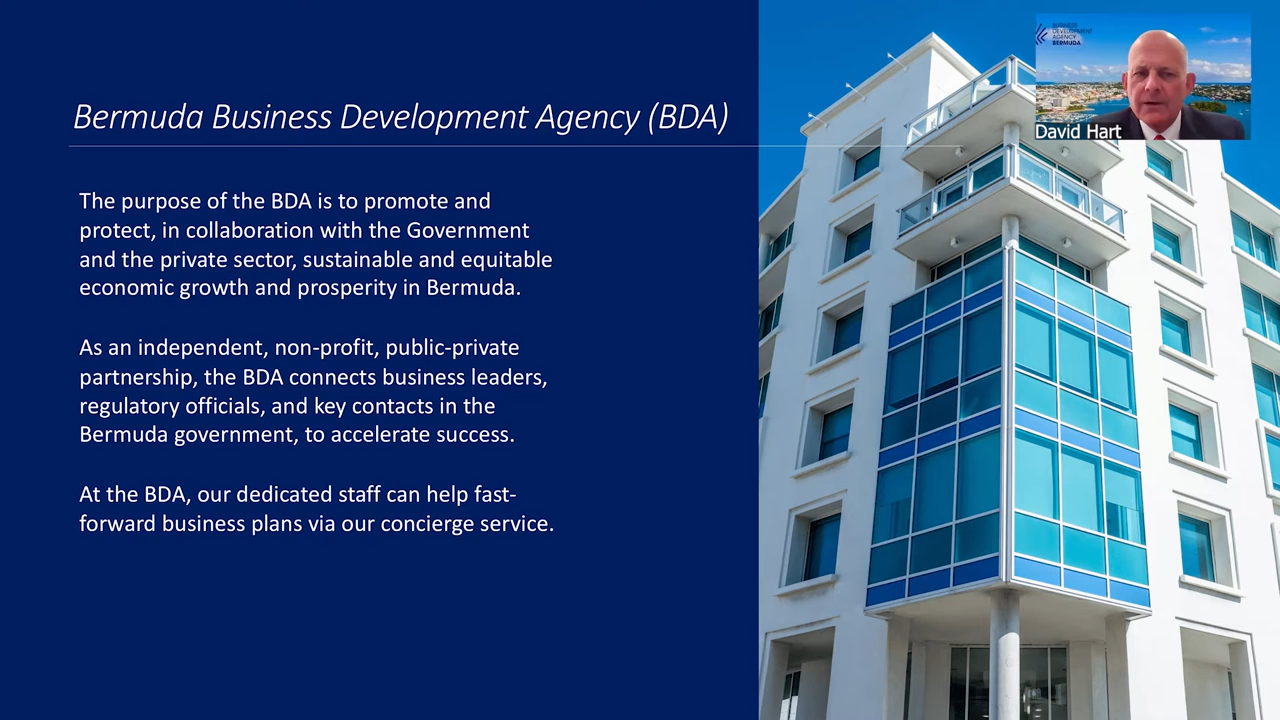 Bermuda Business Development Agency (BDA)
The purpose of the BDA is to promote and
protect, in collaboration with the Government
and the private sector, sustainable and equitable
economic growth and prosperity in Bermuda.
As an independent, non-profit, public-private
partnership, the BDA connects business leaders,
regulatory officials, and key contacts in the
Bermuda government, to accelerate success.
At the BDA, our dedicated staff can help fast-
forward business plans via our concierge service.
BUSINESS
DEVELOPMENT
AGENCY
BERMUDA
David Hart